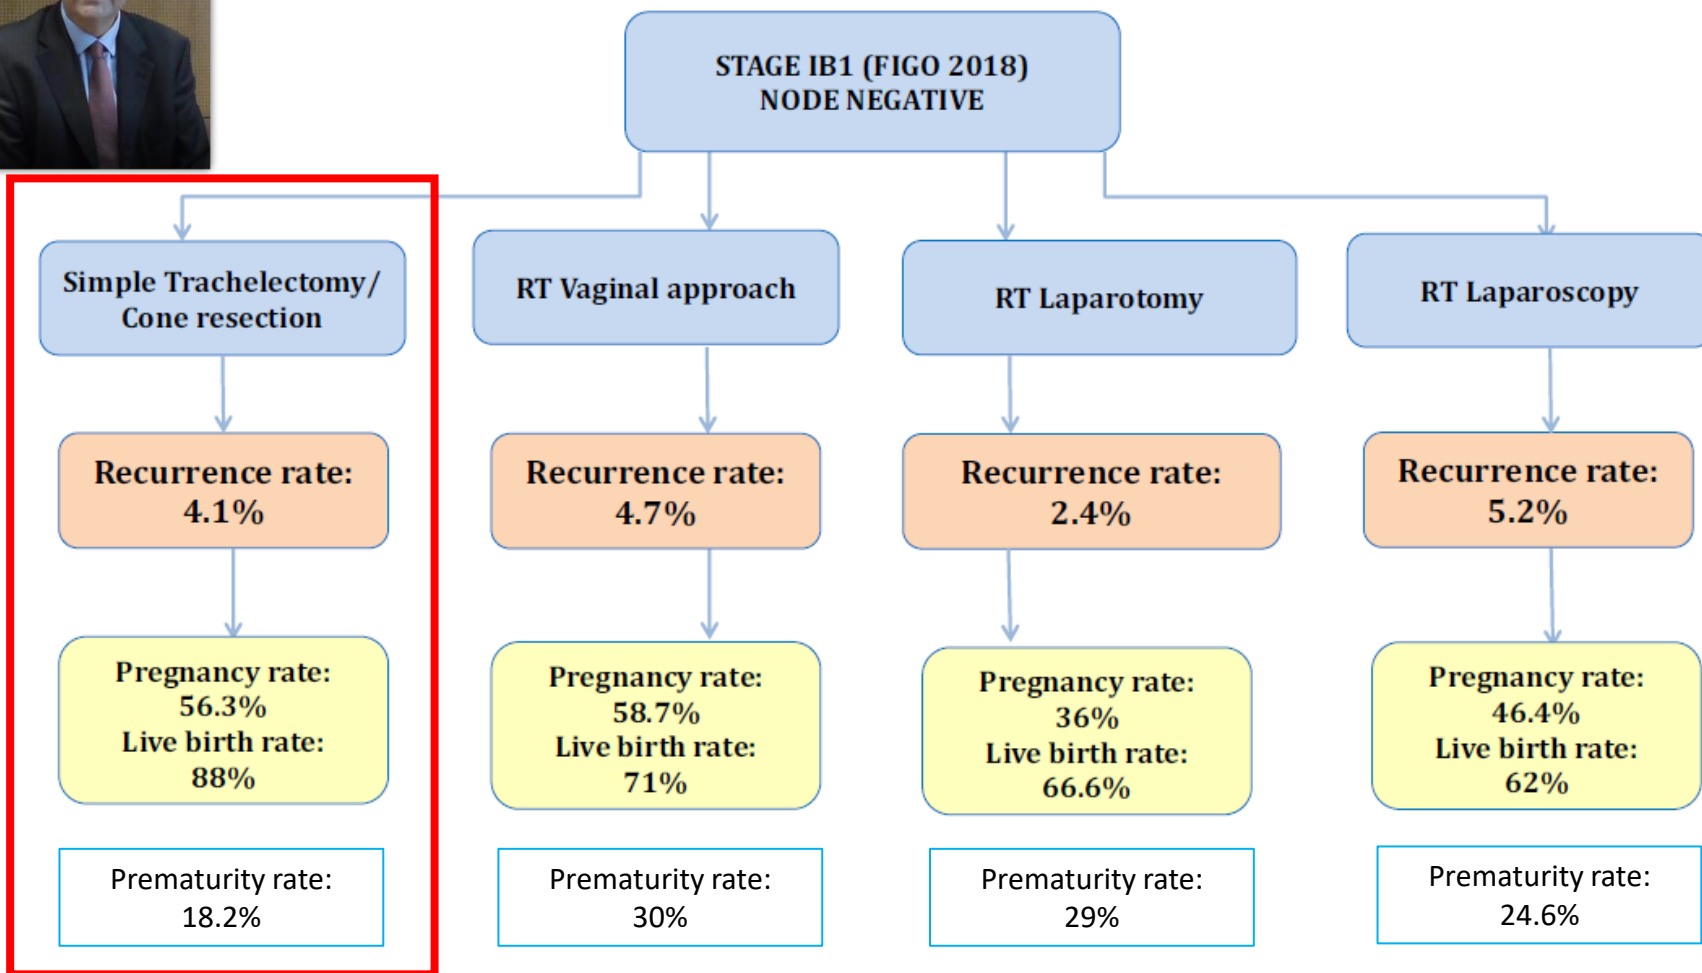 STAGE IB1 (FIGO 2018)
NODE NEGATIVE
Simple Trachelectomy/
Cone resection
RT Vaginal approach
RT Laparotomy
RT Laparoscopy
Recurrence rate:
4.1%
Recurrence rate:
4.7%
Recurrence rate:
2.4%
Recurrence rate:
5.2%
Pregnancy rate:
56.3%
Live birth rate:
88%
Pregnancy rate:
58.7%
Live birth rate:
71%
Pregnancy rate:
36%
Live birth rate:
66.6%
Pregnancy rate:
46.4%
Live birth rate:
62%
Prematurity rate:
18.2%
Prematurity rate:
30%
Prematurity rate:
29%
Prematurity rate:
24.6%